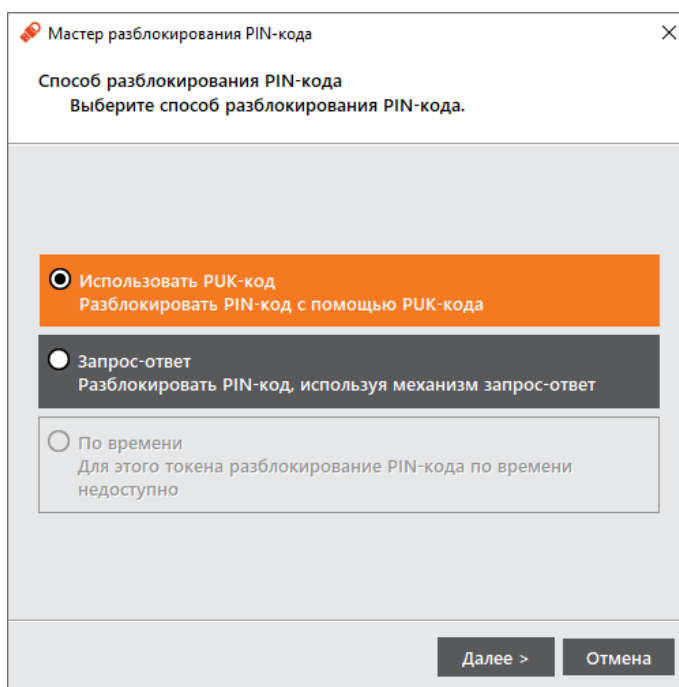 Мастер разблокирования PIN-кода
Способ разблокирования PIN-кода
Выберите способ разблокирования PIN-кода.
Использовать PUK-код
Разблокировать PIN-код с помощью PUK-кода
Запрос-ответ
Разблокировать PIN-код, используя механизм запрос-ответ
По времени
Для этого токена разблокирование PIN-кода по времени
недоступно
Далее >
Отмена